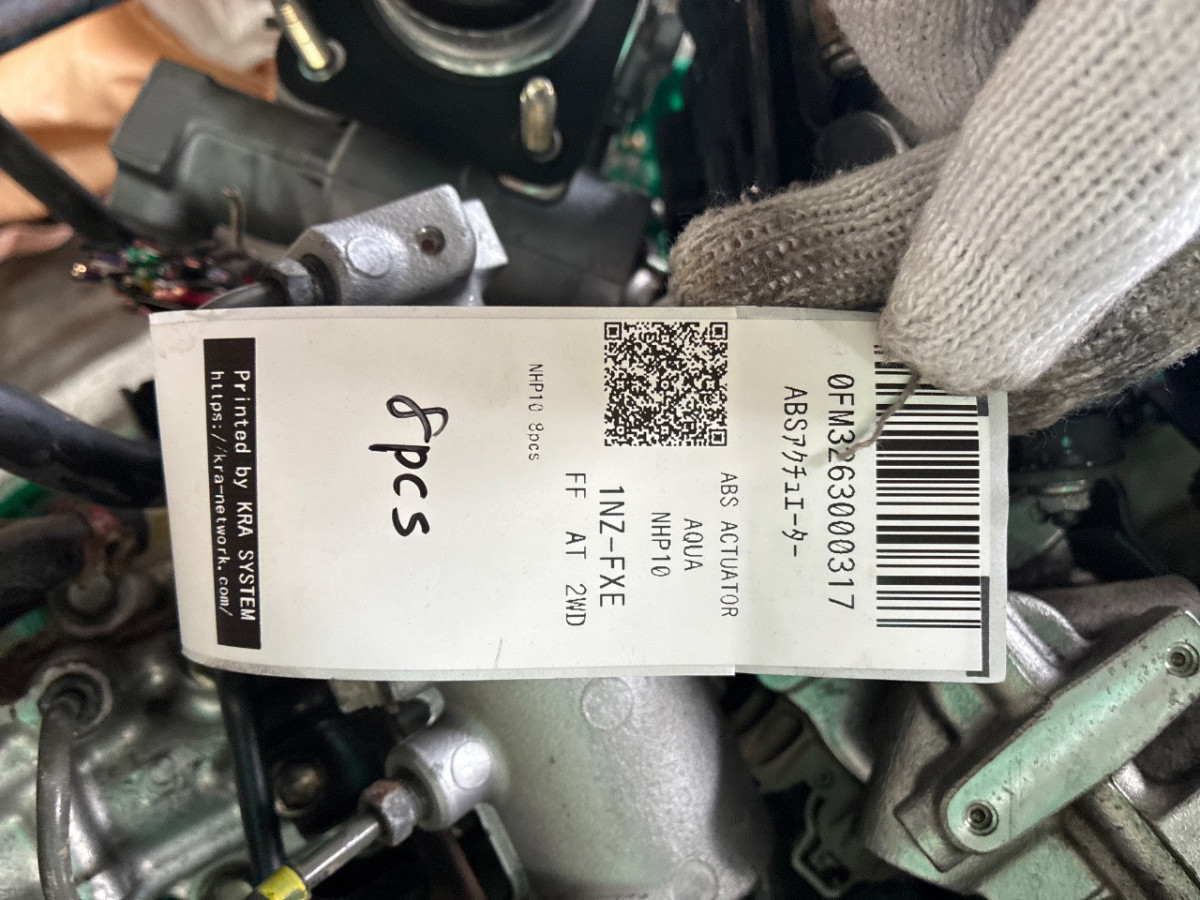 0FM32630000317
ABSｱｸﾁｭｴｰﾀｰ
ABS ACTUATOR
AQUA
NHP10
1NZ-FXE
FF AT 2WD
NHP10 8pcs
8pcs
Printed by KRA SYSTEM
https://kra-network.com/